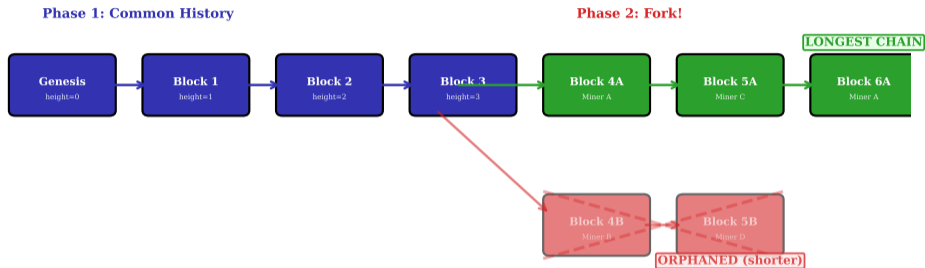 Phase 1: Common History
Phase 2: Fork!
LONGEST CHAIN
Genesis
height=0
Block 1
height=1
Block 2
height=2
Block 3
height=3
Block 4A
Miner A
Block 5A
Miner C
Block 6A
Miner A
Block 4B
Miner B
Block 5B
Miner D
ORPHANED (shorter)